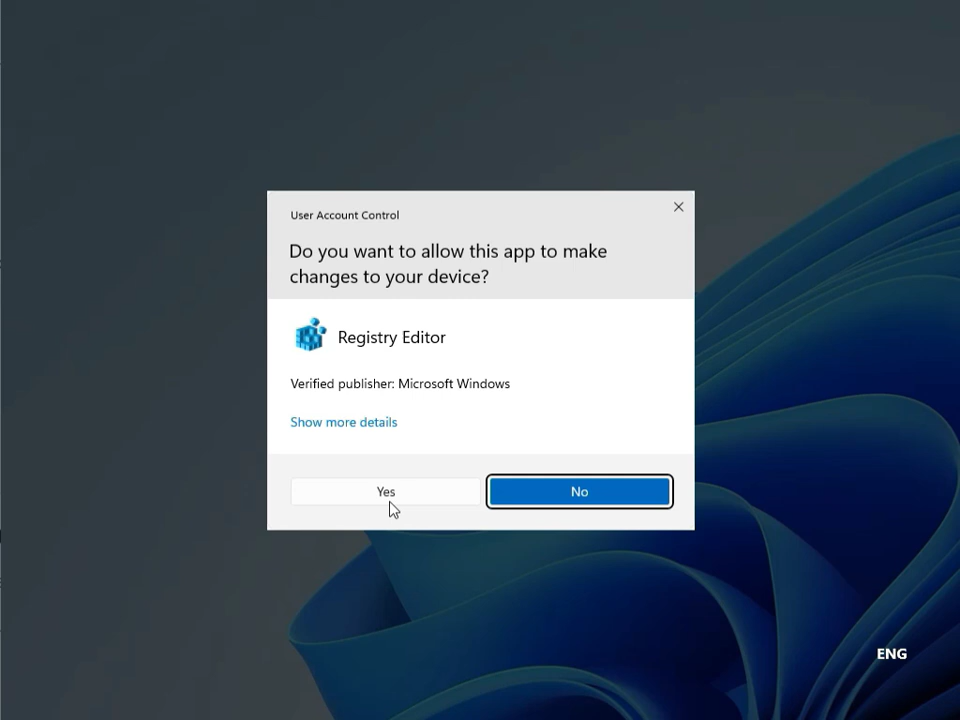 User Account Control
Do you want to allow this app to make
changes to your device?
Registry Editor
Verified publisher: Microsoft Windows
Show more details
Yes
No
ENG